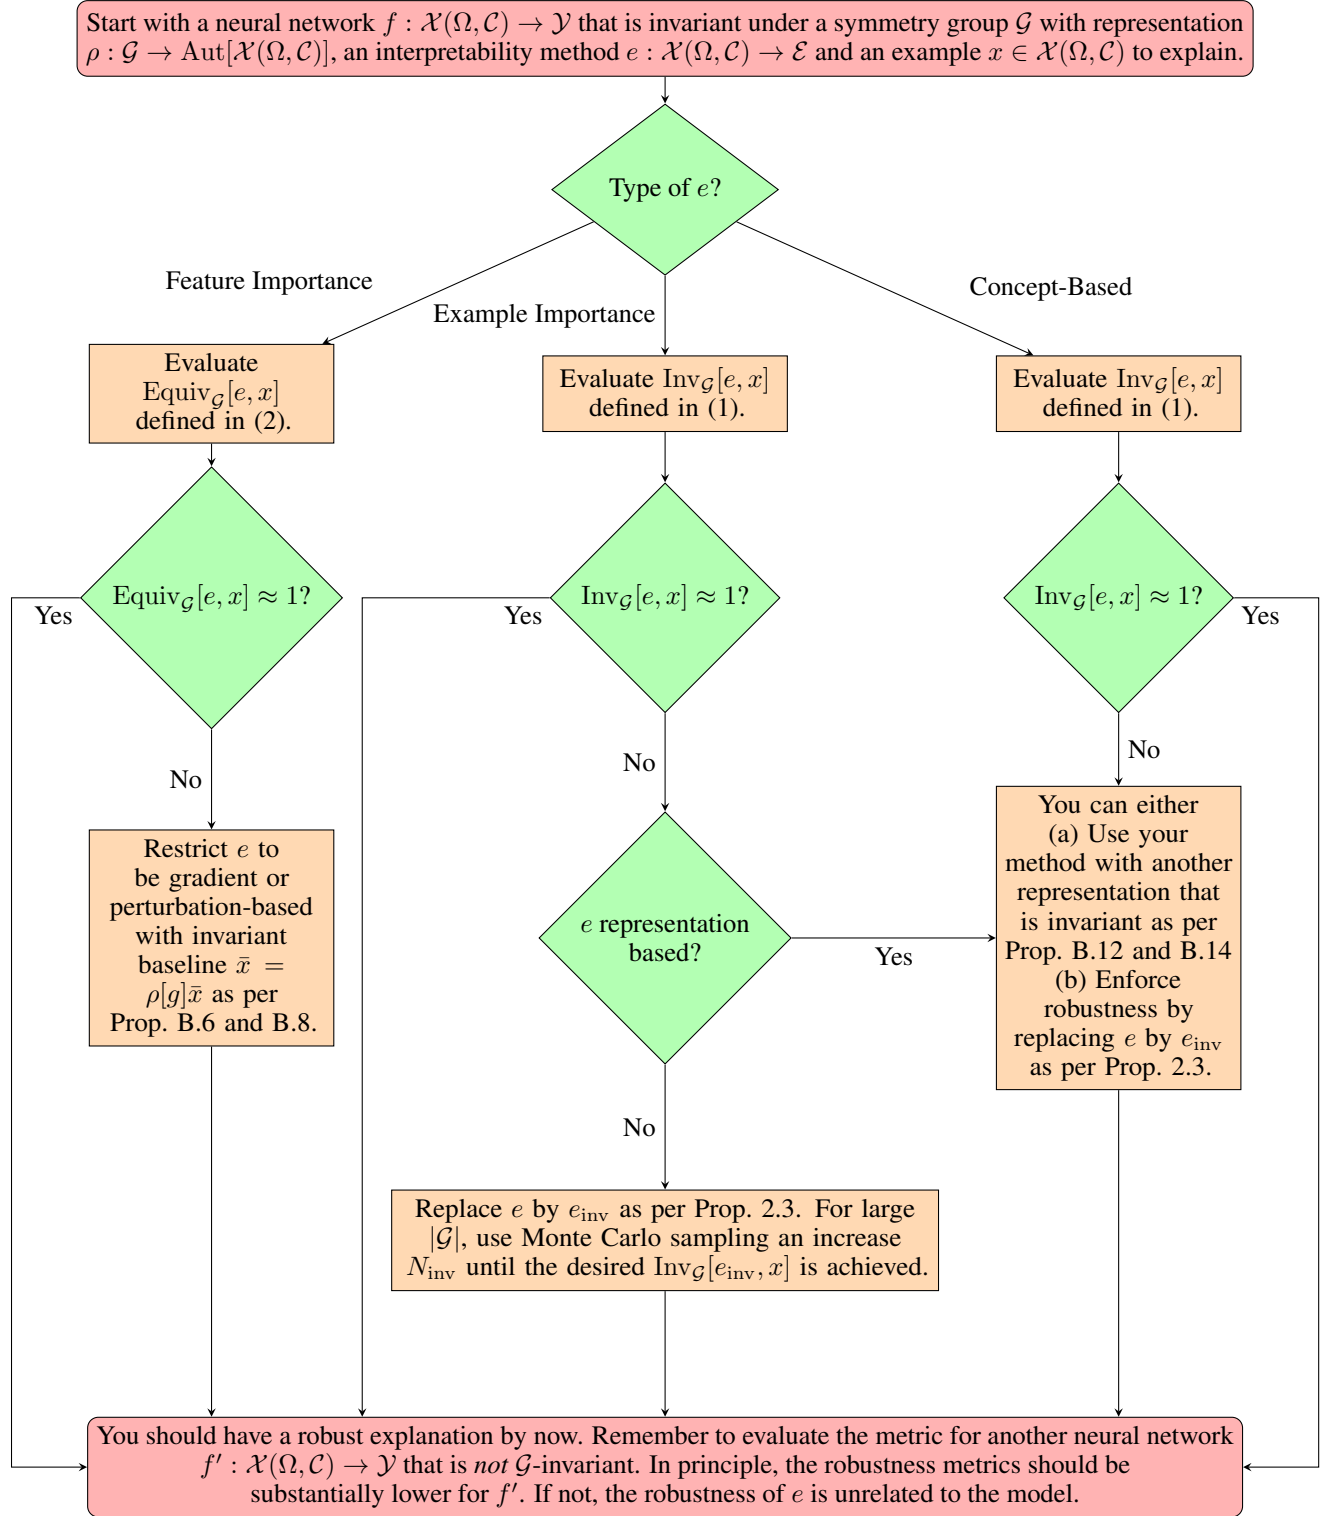 Start with a neural network f : 𝒳(Ω, 𝒞) → 𝒴 that is invariant under a symmetry group 𝒢 with representation
ρ : 𝒢 → Aut[𝒳(Ω, 𝒞)], an interpretability method e : 𝒳(Ω, 𝒞) → ℰ and an example x ∈ 𝒳(Ω, 𝒞) to explain.
Type of e?
Feature Importance
Example Importance
Concept-Based
Evaluate
Equiv_𝒢[e, x]
defined in (2).
Evaluate Inv_𝒢[e, x]
defined in (1).
Evaluate Inv_𝒢[e, x]
defined in (1).
Equiv_𝒢[e, x] ≈ 1?
Yes
No
Inv_𝒢[e, x] ≈ 1?
Yes
No
Inv_𝒢[e, x] ≈ 1?
Yes
No
Restrict e to
be gradient or
perturbation-based
with invariant
baseline x̄ =
ρ[g]x̄ as per
Prop. B.6 and B.8.
e representation
based?
Yes
No
You can either
(a) Use your
method with another
representation that
is invariant as per
Prop. B.12 and B.14
(b) Enforce
robustness by
replacing e by e_inv
as per Prop. 2.3.
Replace e by e_inv as per Prop. 2.3. For large
|𝒢|, use Monte Carlo sampling an increase
N_inv until the desired Inv_𝒢[e_inv, x] is achieved.
You should have a robust explanation by now. Remember to evaluate the metric for another neural network
f′ : 𝒳(Ω, 𝒞) → 𝒴 that is not 𝒢-invariant. In principle, the robustness metrics should be
substantially lower for f′. If not, the robustness of e is unrelated to the model.